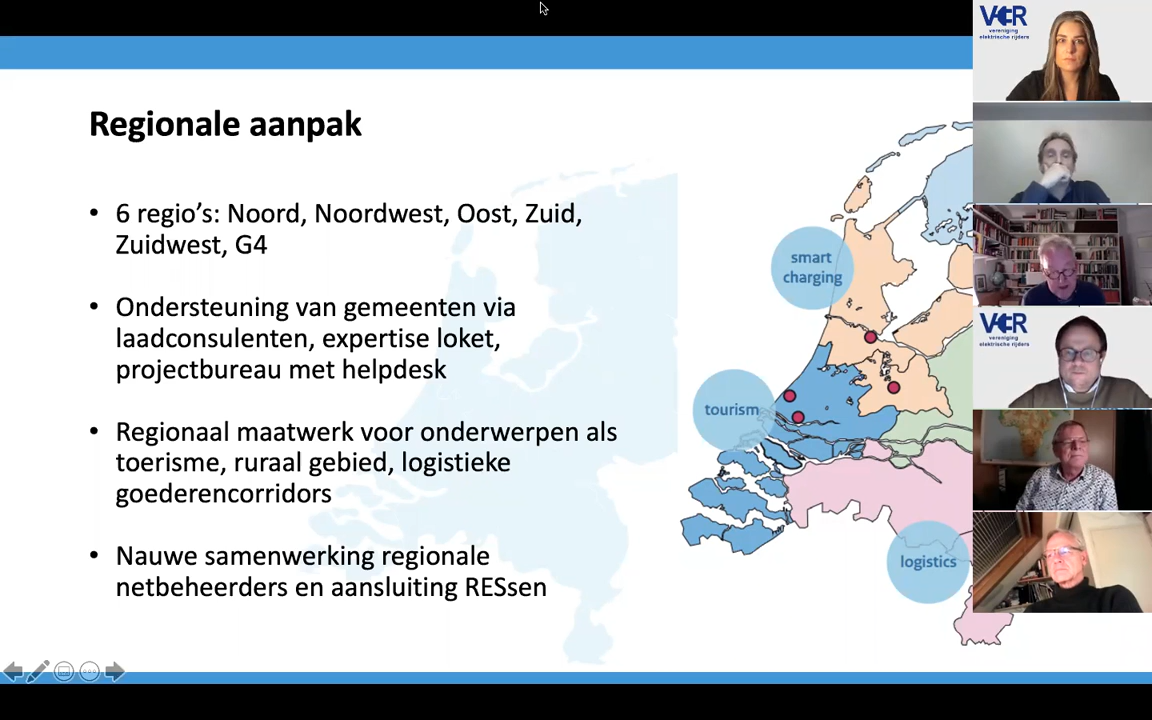 Regionale aanpak
• 6 regio’s: Noord, Noordwest, Oost, Zuid,
Zuidwest, G4
• Ondersteuning van gemeenten via
laadconsulenten, expertise loket,
projectbureau met helpdesk
• Regionaal maatwerk voor onderwerpen als
toerisme, ruraal gebied, logistieke
goederencorridors
• Nauwe samenwerking regionale
netbeheerders en aansluiting RESsen
smart
charging
tourism
logistics
VER
vereniging
elektrische rijders
VER
vereniging
elektrische rijders